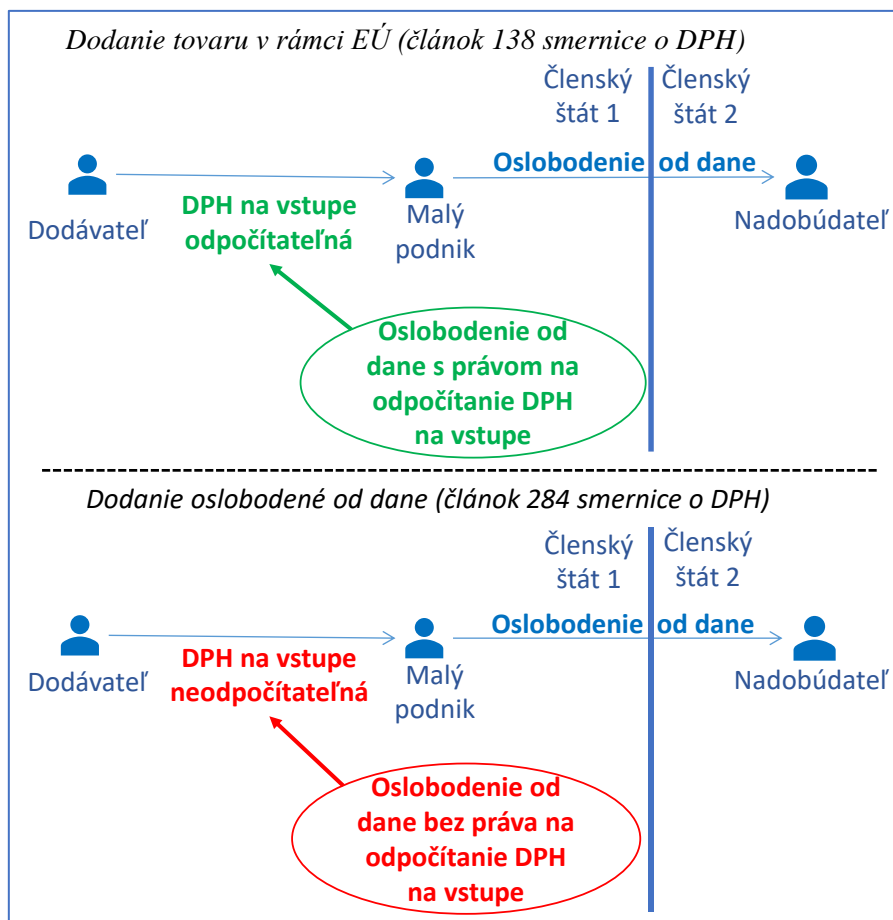 Dodanie tovaru v rámci EÚ (článok 138 smernice o DPH)
Členský
štát 1
Členský
štát 2
Oslobodenie od dane
Dodávateľ
DPH na vstupe
odpočítateľná
Malý
podnik
Nadobúdateľ
Oslobodenie od
dane s právom na
odpočítanie DPH
na vstupe
Dodanie oslobodené od dane (článok 284 smernice o DPH)
Členský
štát 1
Členský
štát 2
Oslobodenie od dane
Dodávateľ
DPH na vstupe
neodpočítateľná
Malý
podnik
Nadobúdateľ
Oslobodenie od
dane bez práva na
odpočítanie DPH
na vstupe